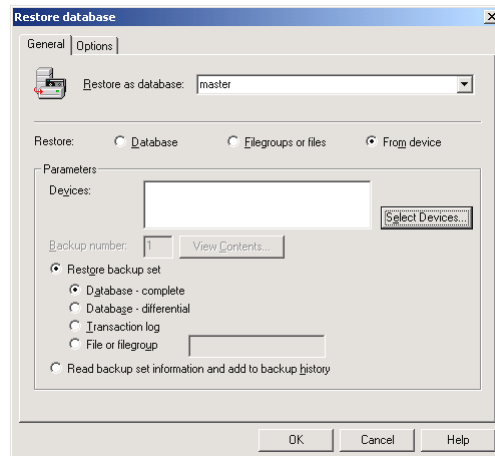 Restore database
General
Options
Restore as database: master
Restore: Database Filegroups or files From device
Parameters
Devices:
Select Devices...
Backup number: 1 View Contents...
Restore backup set
Database - complete
Database - differential
Transaction log
File or filegroup
Read backup set information and add to backup history
OK Cancel Help